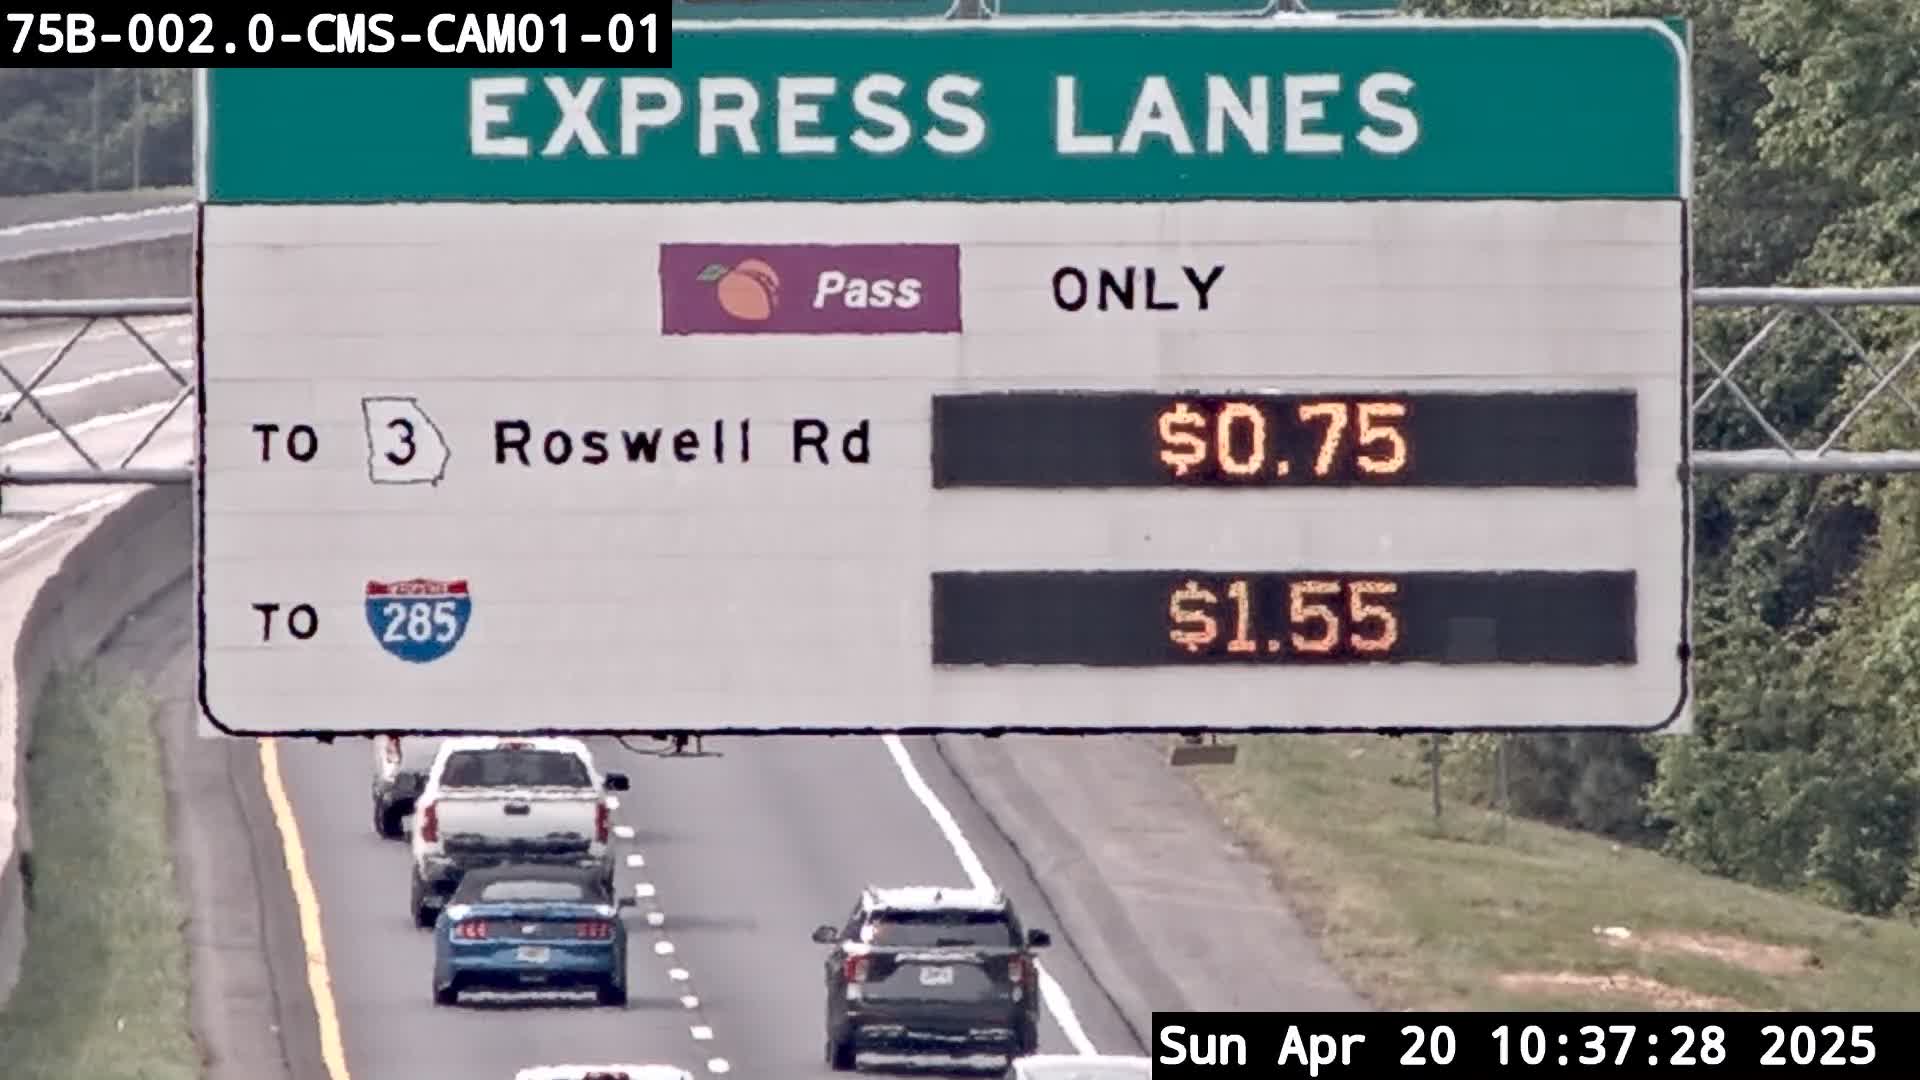 75B-002.0-CMS-CAM01-01
EXPRESS LANES
Pass ONLY
TO 3 Roswell Rd $0.75
TO 285 $1.55
Sun Apr 20 10:37:28 2025